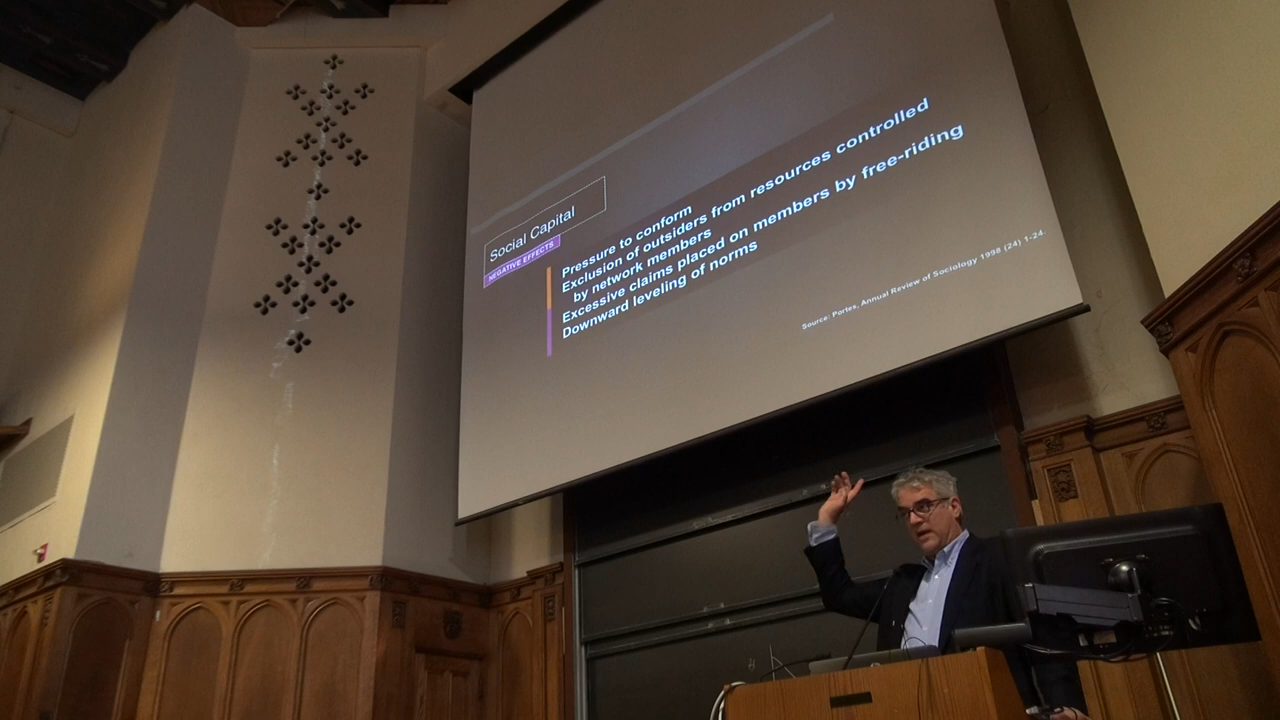 Social Capital
NEGATIVE EFFECTS
Pressure to conform
Exclusion of outsiders from resources controlled
by network members
Excessive claims placed on members by free-riding
Downward leveling of norms
Source: Portes, Annual Review of Sociology 1998 (24) 1-24.